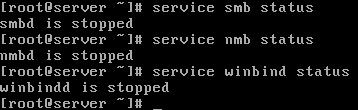 [root@server ~]# service smb status
smbd is stopped
[root@server ~]# service nmb status
nmbd is stopped
[root@server ~]# service winbind status
winbindd is stopped
[root@server ~]# _